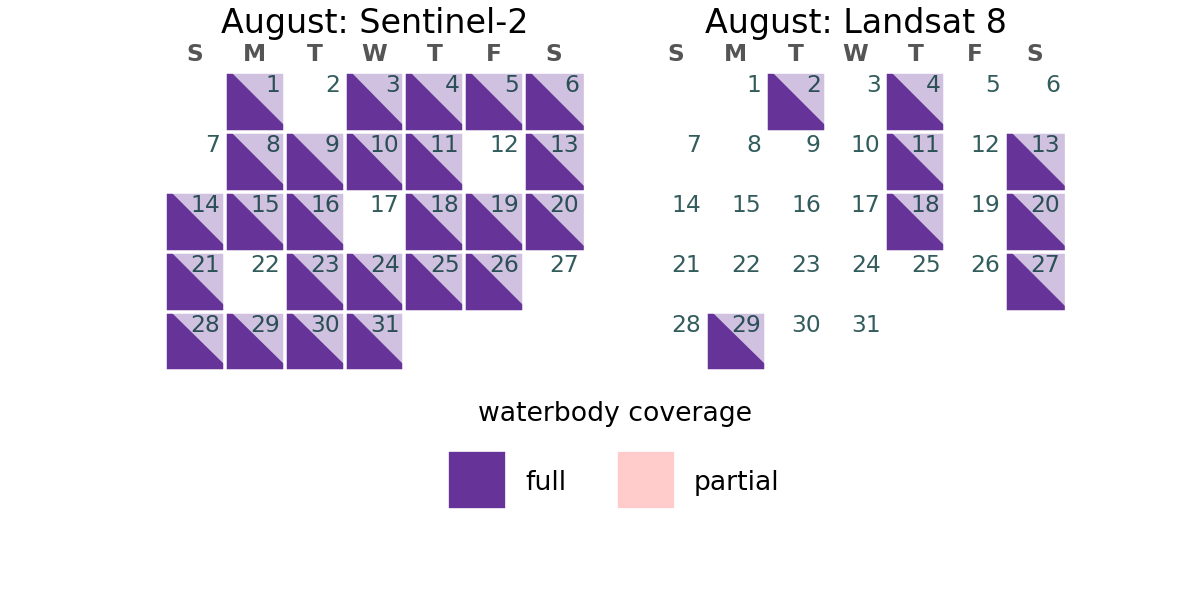 August: Sentinel-2
S M T W T F S
1 2 3 4 5 6
7 8 9 10 11 12 13
14 15 16 17 18 19 20
21 22 23 24 25 26 27
28 29 30 31
August: Landsat 8
S M T W T F S
1 2 3 4 5 6
7 8 9 10 11 12 13
14 15 16 17 18 19 20
21 22 23 24 25 26 27
28 29 30 31
waterbody coverage
full
partial